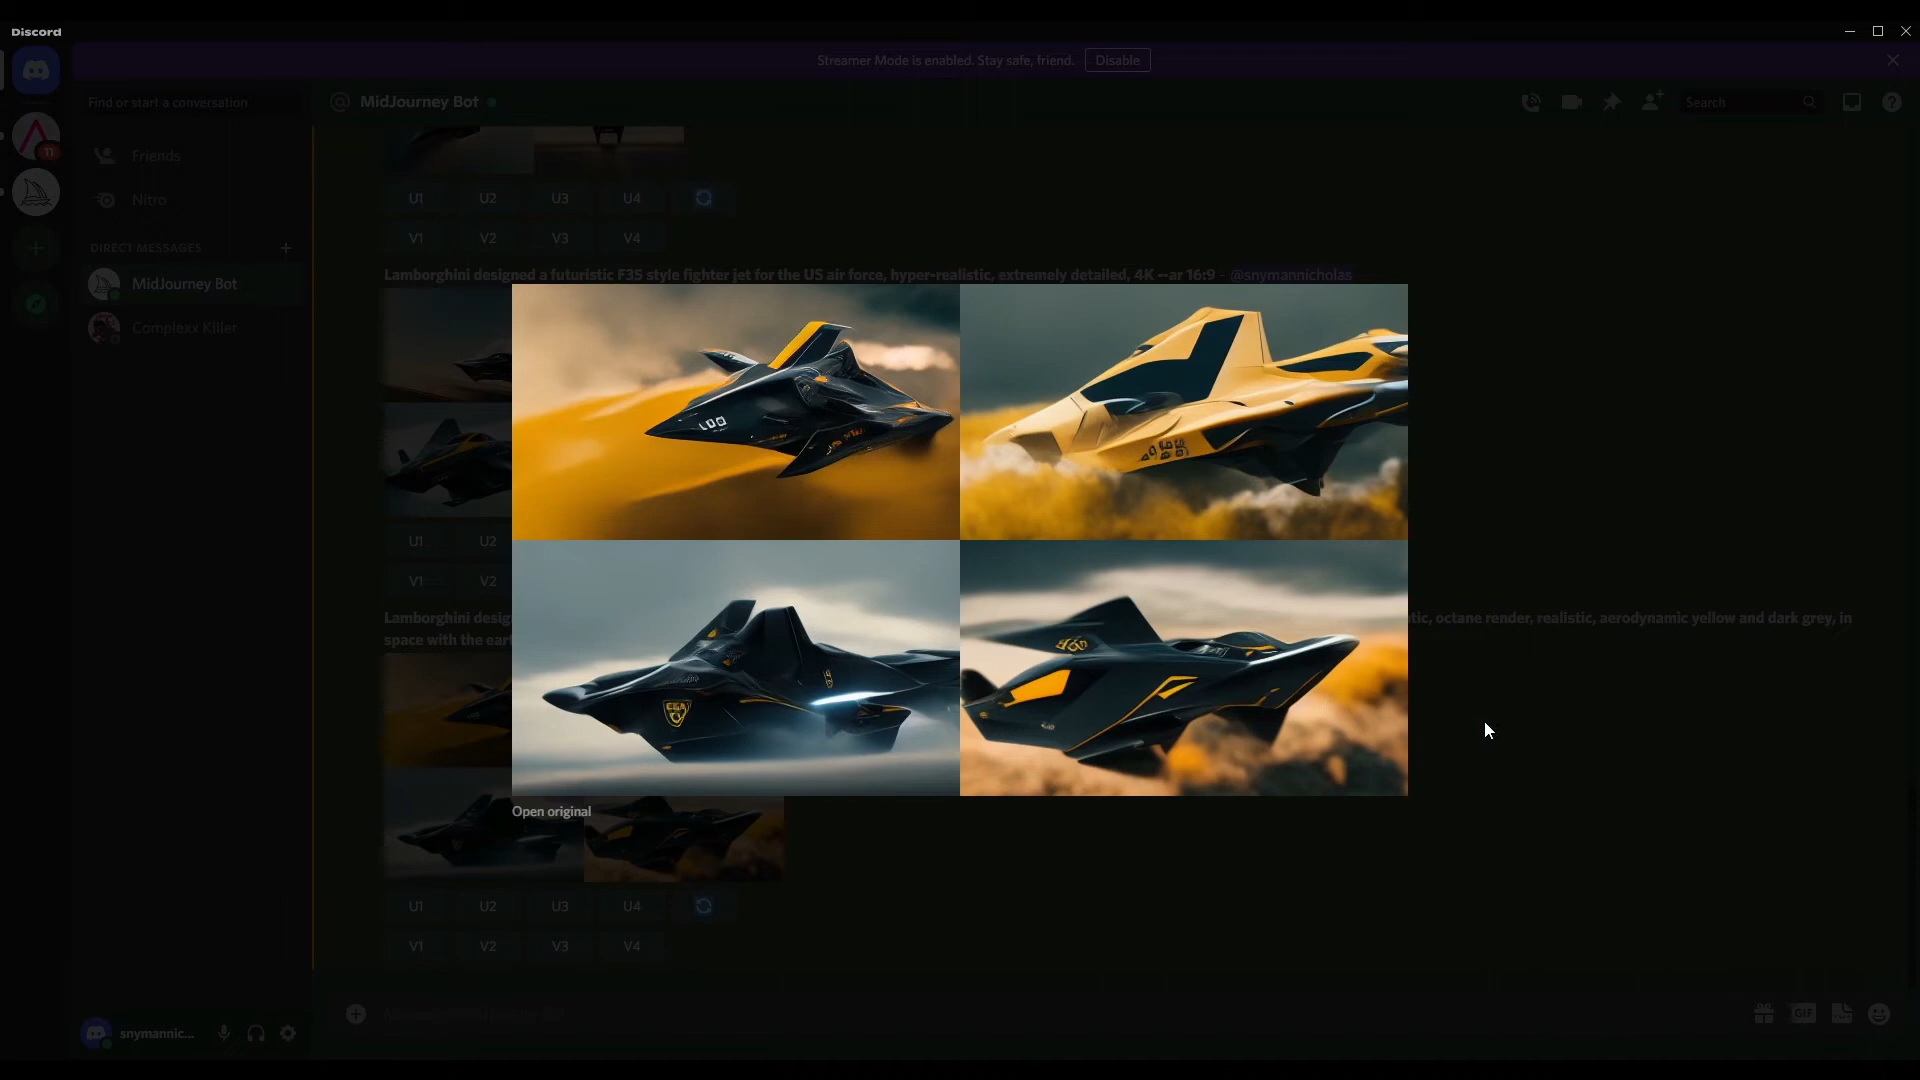 Discord
Streamer Mode is enabled. Stay safe, friend.
Disable
Find or start a conversation
MidJourney Bot
Search
11
Friends
Nitro
DIRECT MESSAGES
MidJourney Bot
Complexx Killer
U1 U2 U3 U4
V1 V2 V3 V4
Lamborghini designed a futuristic F35 style fighter jet for the US air force, hyper-realistic, extremely detailed, 4K --ar 16:9 - @snymannicholas
U1 U2
V1 V2
Lamborghini desig
tic, octane render, realistic, aerodynamic yellow and dark grey, in
space with the eart
Open original
U1 U2 U3 U4
V1 V2 V3 V4
snymannic...
GIF